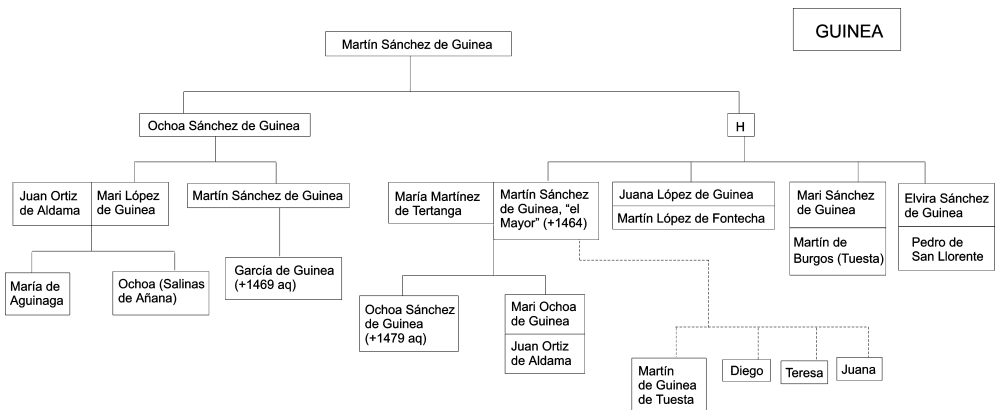 GUINEA
Martín Sánchez de Guinea
Ochoa Sánchez de Guinea
H
Juan Ortiz
de Aldama
Mari López
de Guinea
Martín Sánchez de Guinea
María Martínez
de Tertanga
Martín Sánchez
de Guinea, “el
Mayor” (+1464)
Juana López de Guinea
Martín López de Fontecha
Mari Sánchez
de Guinea
Martín de
Burgos (Tuesta)
Elvira Sánchez
de Guinea
Pedro de
San Llorente
María de
Aguinaga
Ochoa (Salinas
de Añana)
García de Guinea
(+1469 aq)
Ochoa Sánchez
de Guinea
(+1479 aq)
Mari Ochoa
de Guinea
Juan Ortiz
de Aldama
Martín
de Guinea
de Tuesta
Diego
Teresa
Juana